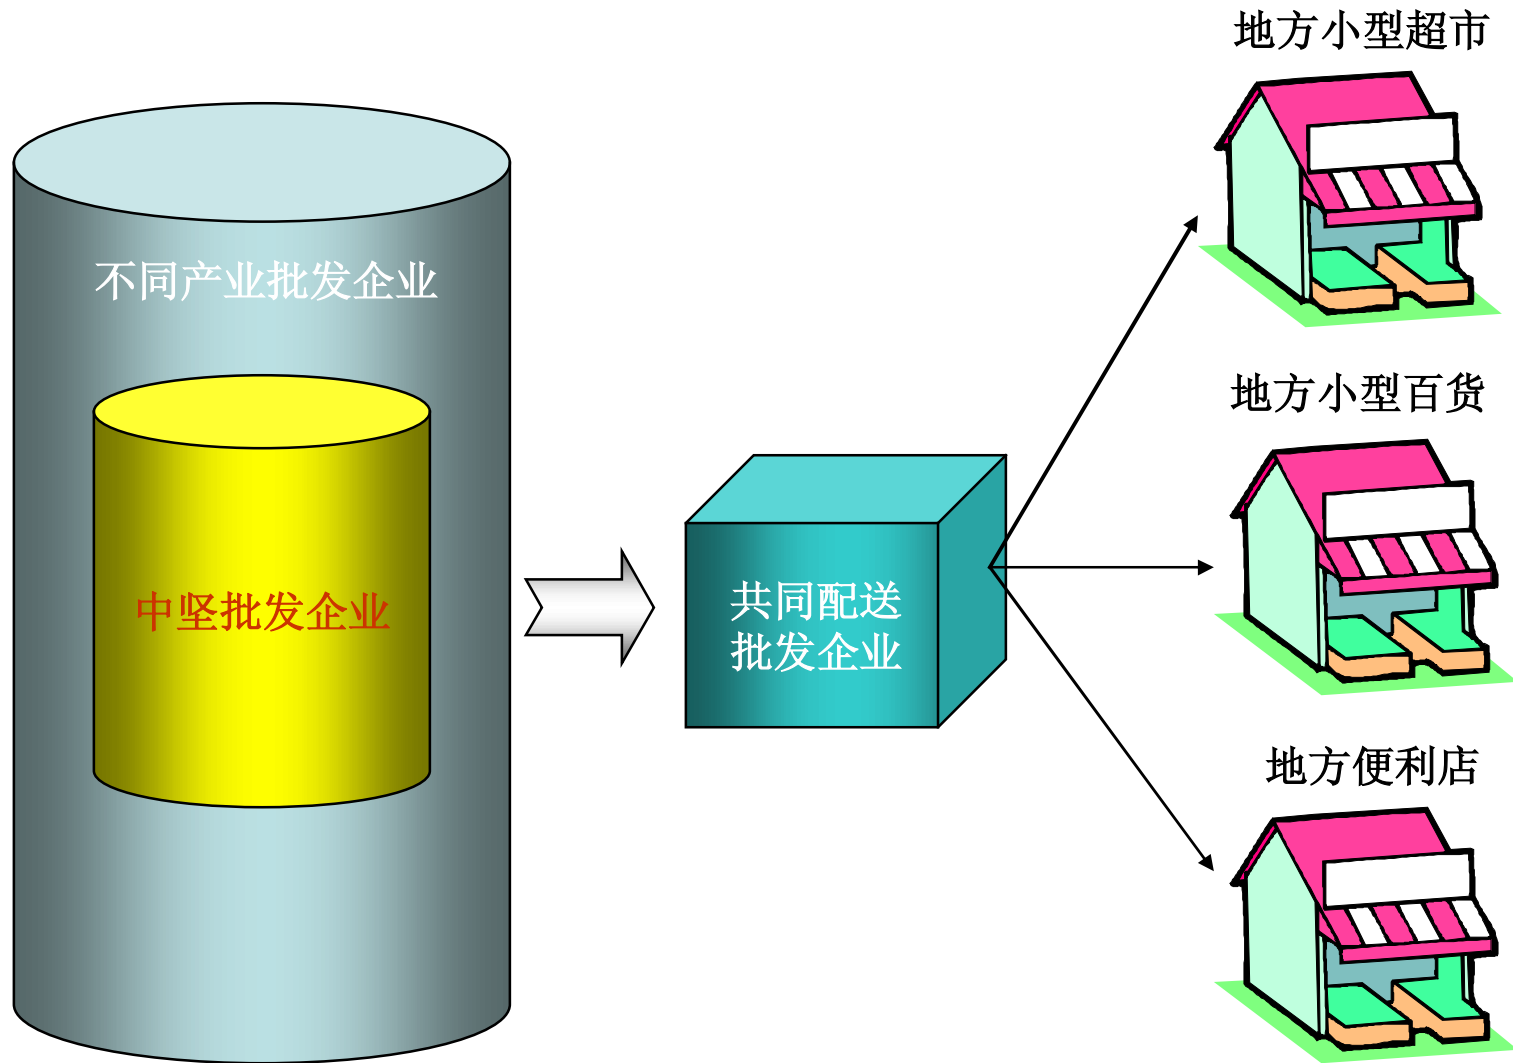 地方小型超市
不同产业批发企业
地方小型百货
中坚批发企业
共同配送
批发企业
地方便利店